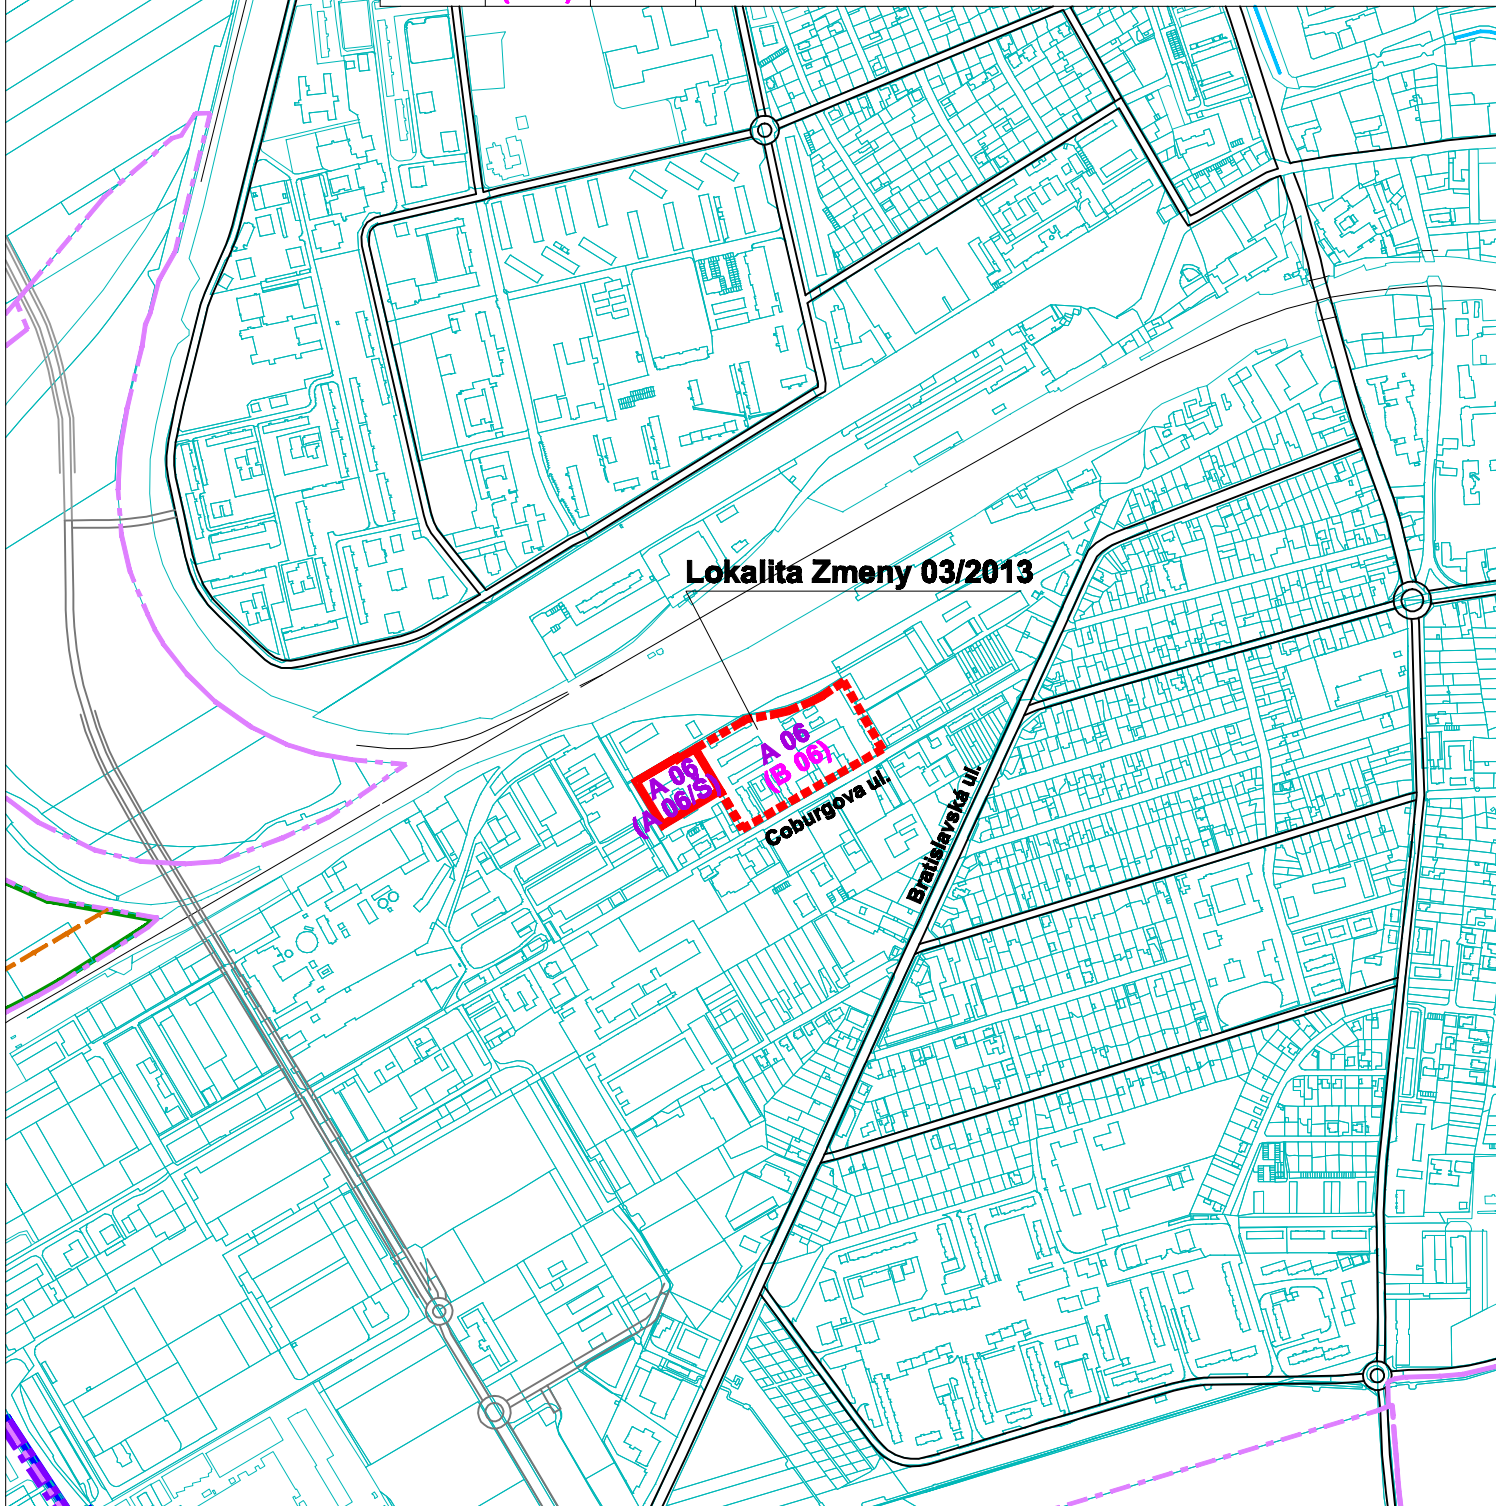 Lokalita Zmeny 03/2013
A 06
(B 06)
A 06
(A 06/S)
Coburgova ul.
Bratislavská ul.